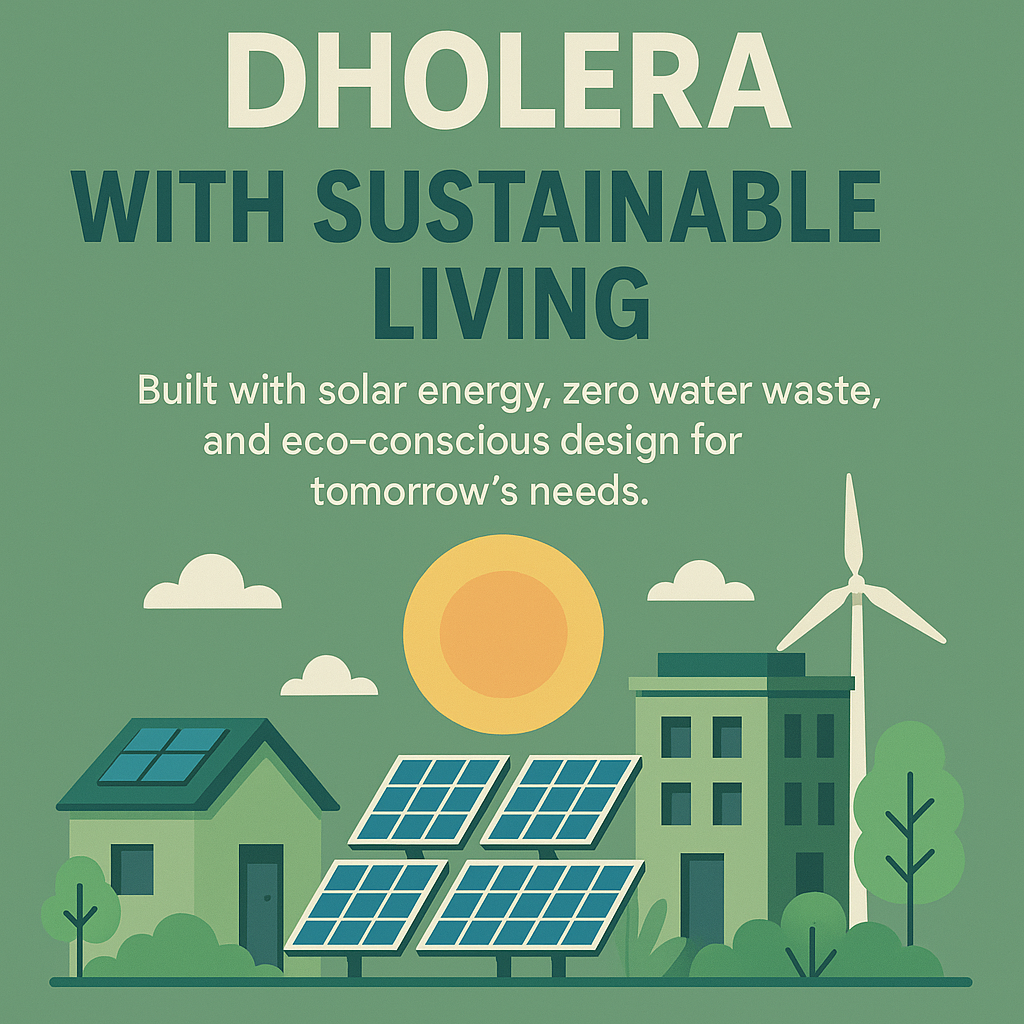 DHOLERA
WITH SUSTAINABLE
LIVING
Built with solar energy, zero water waste,
and eco-conscious design for
tomorrow's needs.